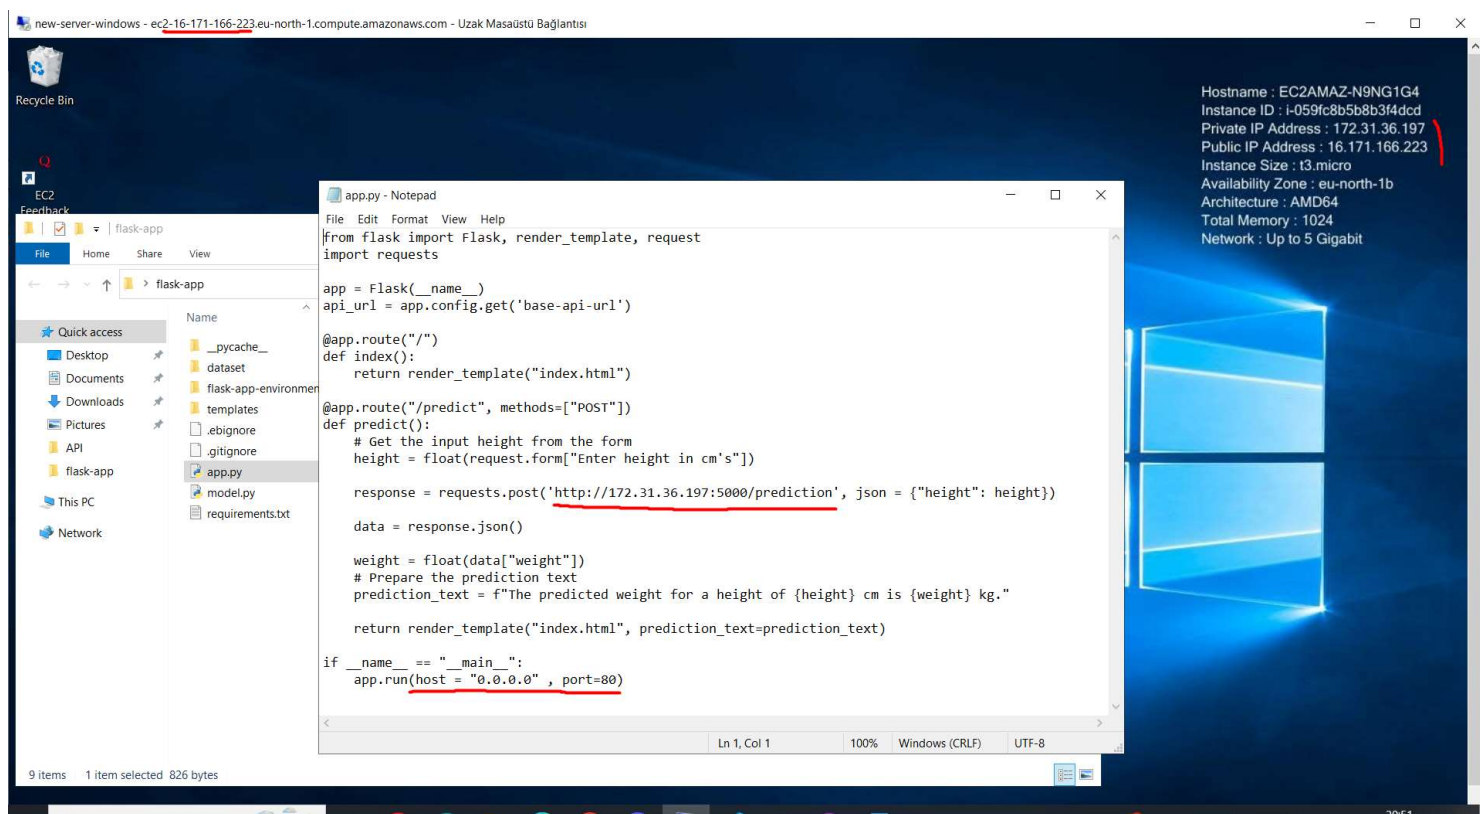 new-server-windows - ec2-16-171-166-223.eu-north-1.compute.amazonaws.com - Uzak Masaüstü Bağlantısı
Recycle Bin
EC2
Feedback
Hostname : EC2AMAZ-N9NG1G4
Instance ID : i-059fc8b5b8b3f4dcd
Private IP Address : 172.31.36.197
Public IP Address : 16.171.166.223
Instance Size : t3.micro
Availability Zone : eu-north-1b
Architecture : AMD64
Total Memory : 1024
Network : Up to 5 Gigabit
flask-app
File Home Share View
flask-app
Quick access
Desktop
Documents
Downloads
Pictures
API
flask-app
This PC
Network
Name
__pycache__
dataset
flask-app-environmen
templates
.ebignore
.gitignore
app.py
model.py
requirements.txt
9 items 1 item selected 826 bytes
app.py - Notepad
File Edit Format View Help
from flask import Flask, render_template, request
import requests
app = Flask(__name__)
api_url = app.config.get('base-api-url')
@app.route("/")
def index():
return render_template("index.html")
@app.route("/predict", methods=["POST"])
def predict():
# Get the input height from the form
height = float(request.form["Enter height in cm's"])
response = requests.post('http://172.31.36.197:5000/prediction', json = {"height": height})
data = response.json()
weight = float(data["weight"])
# Prepare the prediction text
prediction_text = f"The predicted weight for a height of {height} cm is {weight} kg."
return render_template("index.html", prediction_text=prediction_text)
if __name__ == "__main__":
app.run(host = "0.0.0.0" , port=80)
Ln 1, Col 1 100% Windows (CRLF) UTF-8